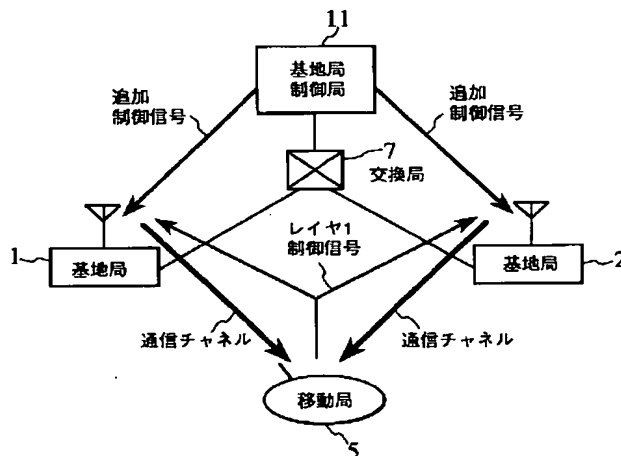 11
基地局
制御局
追加
制御信号
追加
制御信号
7
交換局
レイヤ1
制御信号
1
基地局
基地局
2
通信チャネル
通信チャネル
移動局
5